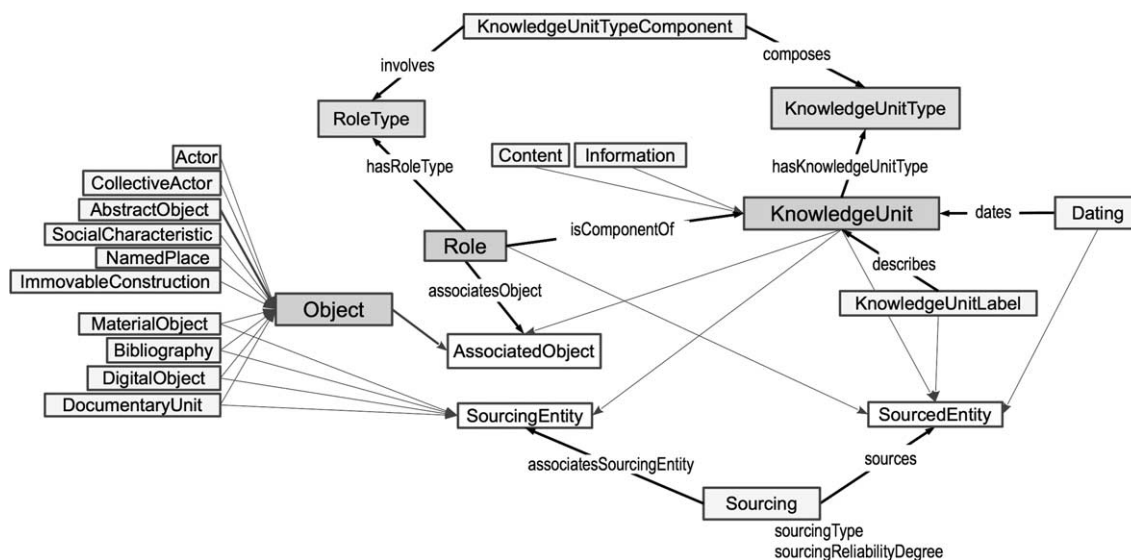 KnowledgeUnitTypeComponent
involves
composes
RoleType
KnowledgeUnitType
Actor
CollectiveActor
AbstractObject
SocialCharacteristic
NamedPlace
ImmovableConstruction
hasRoleType
Content
Information
hasKnowledgeUnitType
KnowledgeUnit
dates
Dating
isComponentOf
Role
describes
associatesObject
KnowledgeUnitLabel
Object
MaterialObject
Bibliography
DigitalObject
DocumentaryUnit
AssociatedObject
SourcingEntity
SourcedEntity
associatesSourcingEntity
sources
Sourcing
sourcingType
sourcingReliabilityDegree